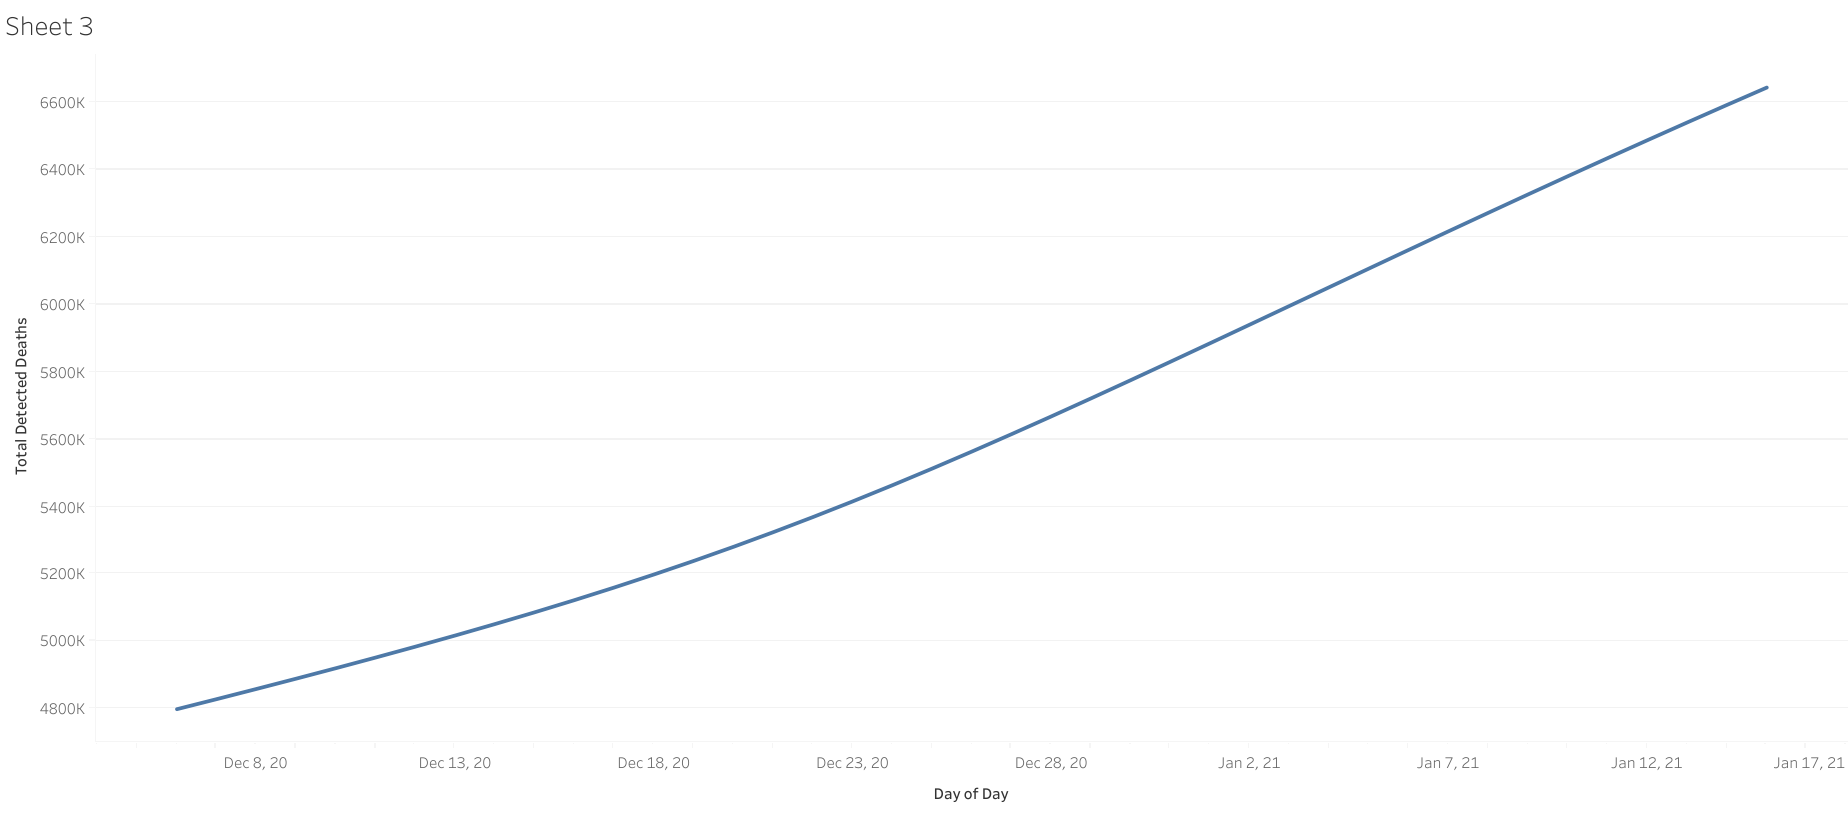 Sheet 3
6600K
6400K
6200K
6000K
5800K
5600K
5400K
5200K
5000K
4800K
Total Detected Deaths
Dec 8, 20 Dec 13, 20 Dec 18, 20 Dec 23, 20 Dec 28, 20 Jan 2, 21 Jan 7, 21 Jan 12, 21 Jan 17, 21
Day of Day